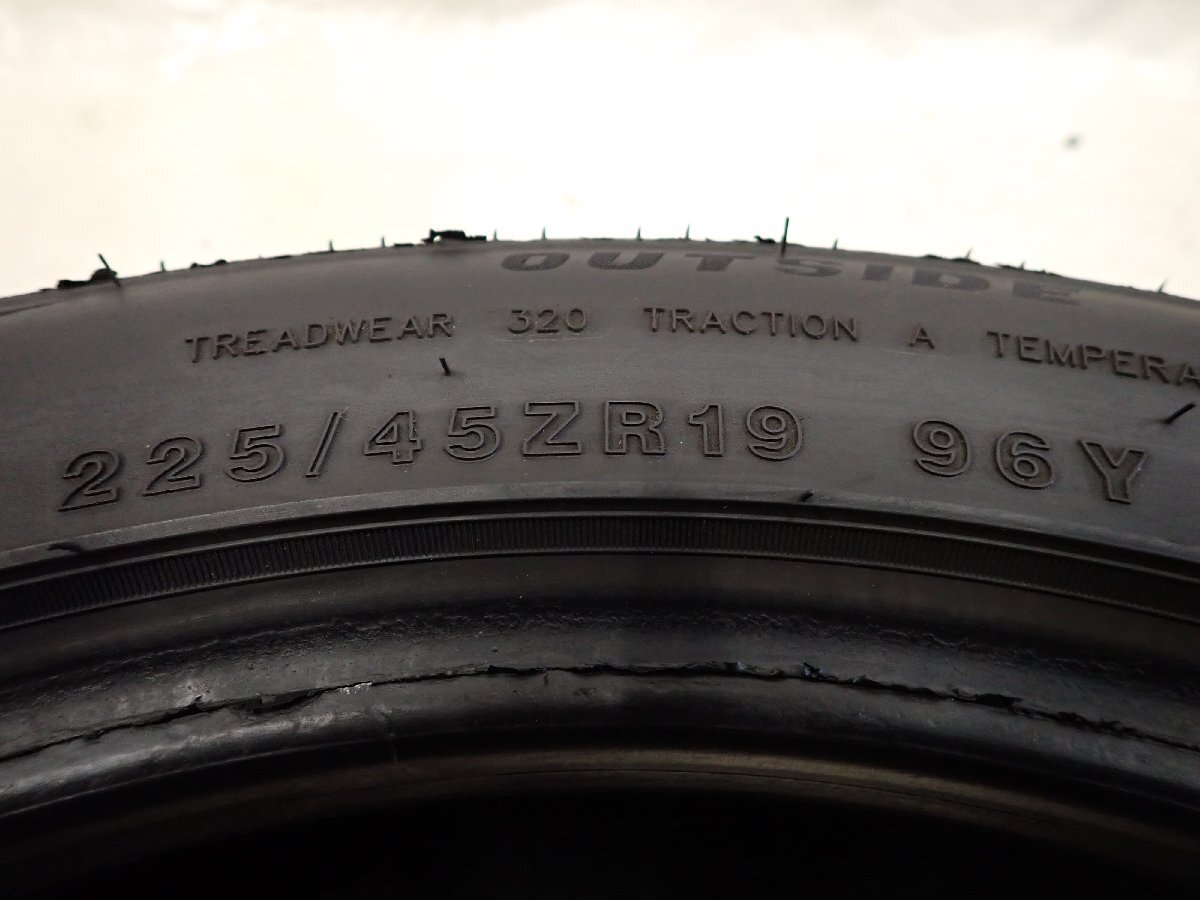 OUTSIDE
TREADWEAR 320 TRACTION A TEMPERA
225/45ZR19 96Y